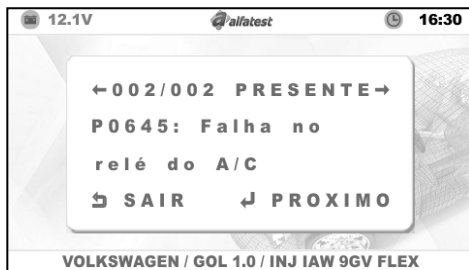 12.1V alfatest 16:30
←002/002 PRESENTE→
P0645: Falha no
relé do A/C
SAIR PROXIMO
VOLKSWAGEN / GOL 1.0 / INJ IAW 9GV FLEX